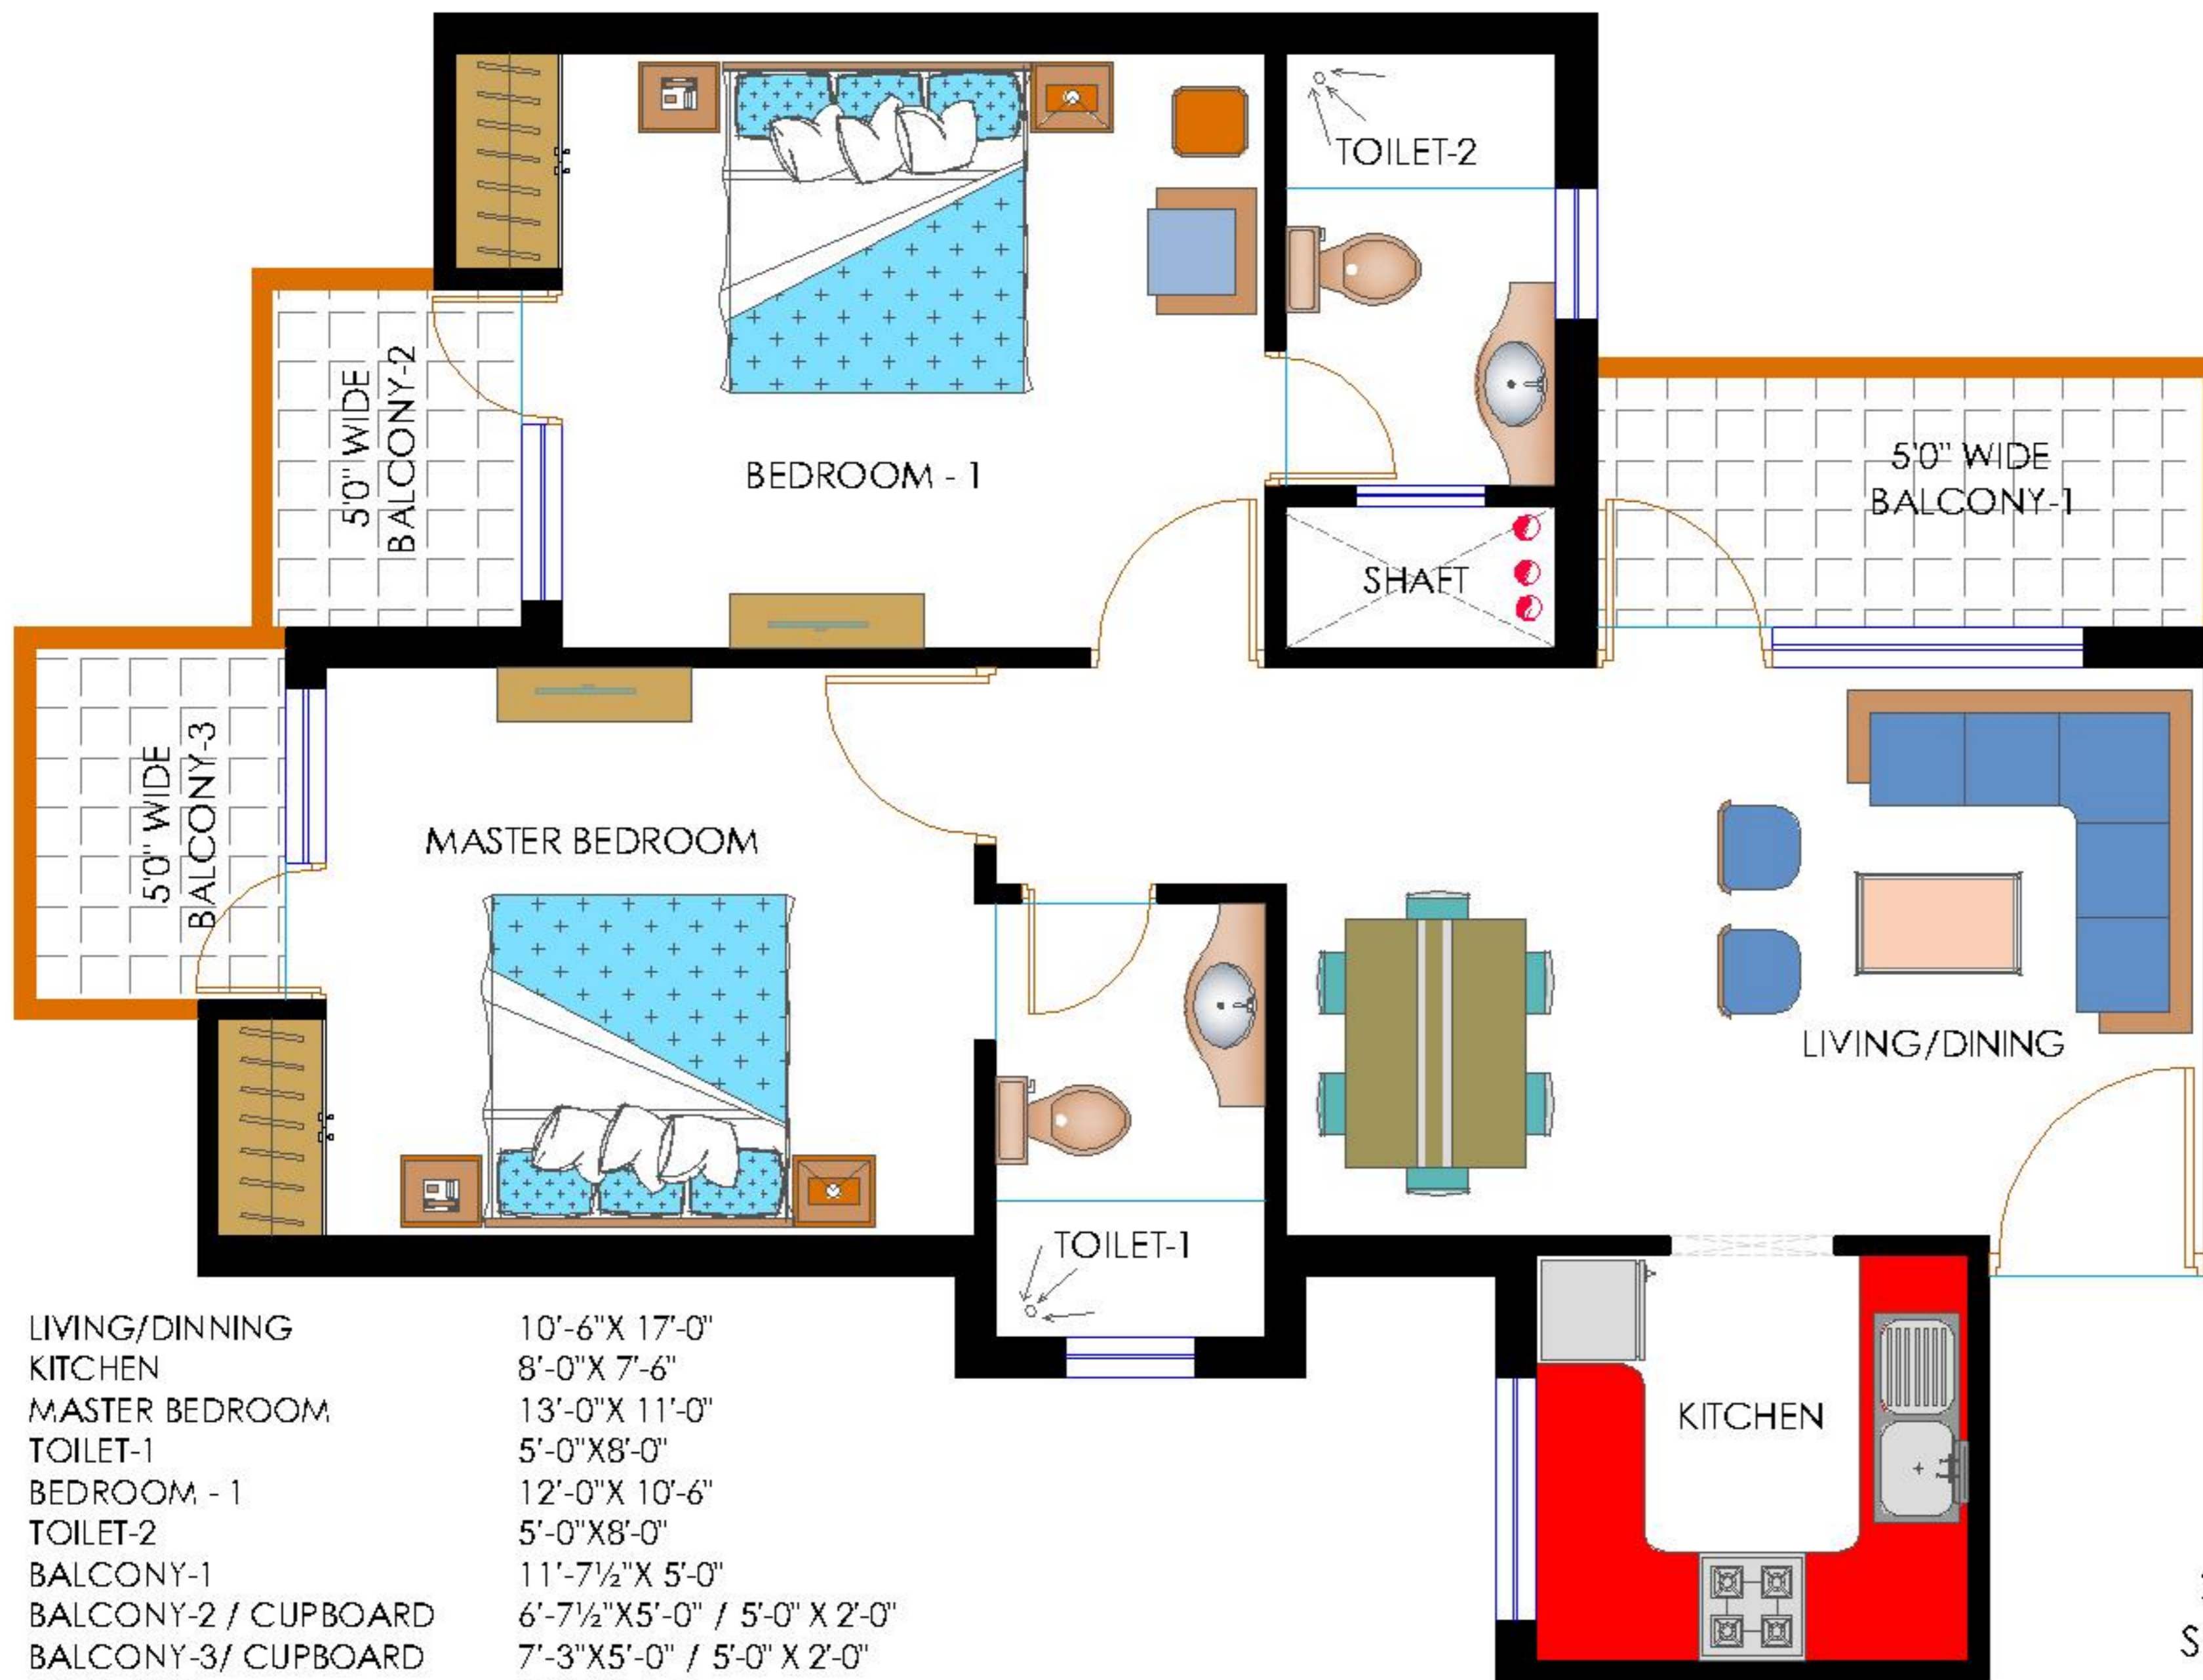 TOILET-2
5'0" WIDE
BALCONY-2
BEDROOM - 1
5'0" WIDE
BALCONY-1
SHAFT
5'0" WIDE
BALCONY-3
MASTER BEDROOM
LIVING/DINING
TOILET-1
KITCHEN
LIVING/DINNING 10'-6"X 17'-0"
KITCHEN 8'-0"X 7'-6"
MASTER BEDROOM 13'-0"X 11'-0"
TOILET-1 5'-0"X8'-0"
BEDROOM - 1 12'-0"X 10'-6"
TOILET-2 5'-0"X8'-0"
BALCONY-1 11'-7½"X 5'-0"
BALCONY-2 / CUPBOARD 6'-7½"X5'-0" / 5'-0" X 2'-0"
BALCONY-3/ CUPBOARD 7'-3"X5'-0" / 5'-0" X 2'-0"